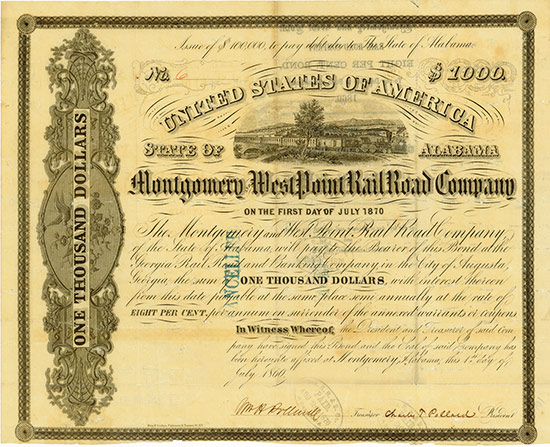 Issue of $100,000, to pay debt due to The State of Alabama
No. 6
$1000.
UNITED STATES OF AMERICA
STATE OF ALABAMA
Montgomery & West Point Rail Road Company
ON THE FIRST DAY OF JULY 1870
The Montgomery and West Point Rail Road Company
of the State of Alabama will pay to the Bearer of this Bond at the
Georgia Rail Road and Banking Company in the City of Augusta,
Georgia the sum of ONE THOUSAND DOLLARS, with interest thereon
from this date payable at the same place semi annually at the rate of
EIGHT PER CENT, per annum on surrender of the annexed warrants or coupons
In Witness Whereof, the President and Treasurer of said Com-
pany have signed this Bond and the Seal of said Company has
been hereunto affixed at Montgomery, Alabama, this 1st day of
July 1860
Treasurer Charles T. Pollard President
ONE THOUSAND DOLLARS
EIGHT PER CENT BOND